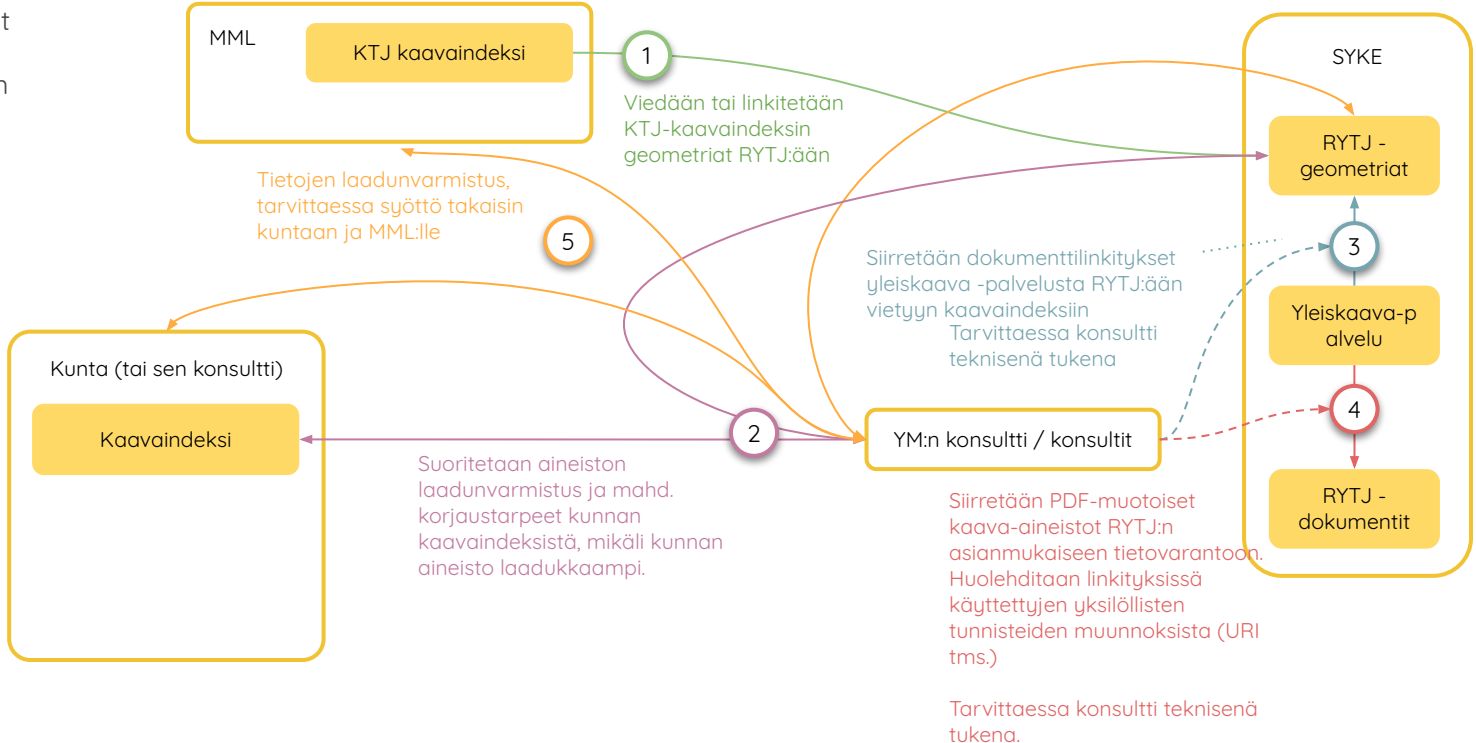 t
n
MML
KTJ kaavaindeksi
1
SYKE
Viedään tai linkitetään
KTJ-kaavaindeksin
geometriat RYTJ:ään
RYTJ -
geometriat
Tietojen laadunvarmistus,
tarvittaessa syöttö takaisin
kuntaan ja MML:lle
5
3
Siirretään dokumenttilinkitykset
yleiskaava -palvelusta RYTJ:ään
vietyyn kaavaindeksiin
Tarvittaessa konsultti
teknisenä tukena
Yleiskaava-p
alvelu
Kunta (tai sen konsultti)
Kaavaindeksi
2
YM:n konsultti / konsultit
4
Suoritetaan aineiston
laadunvarmistus ja mahd.
korjaustarpeet kunnan
kaavaindeksistä, mikäli kunnan
aineisto laadukkaampi.
RYTJ -
dokumentit
Siirretään PDF-muotoiset
kaava-aineistot RYTJ:n
asianmukaiseen tietovarantoon.
Huolehditaan linkityksissä
käyttettyjen yksilöllisten
tunnisteiden muunnoksista (URI
tms.)
Tarvittaessa konsultti teknisenä
tukena.